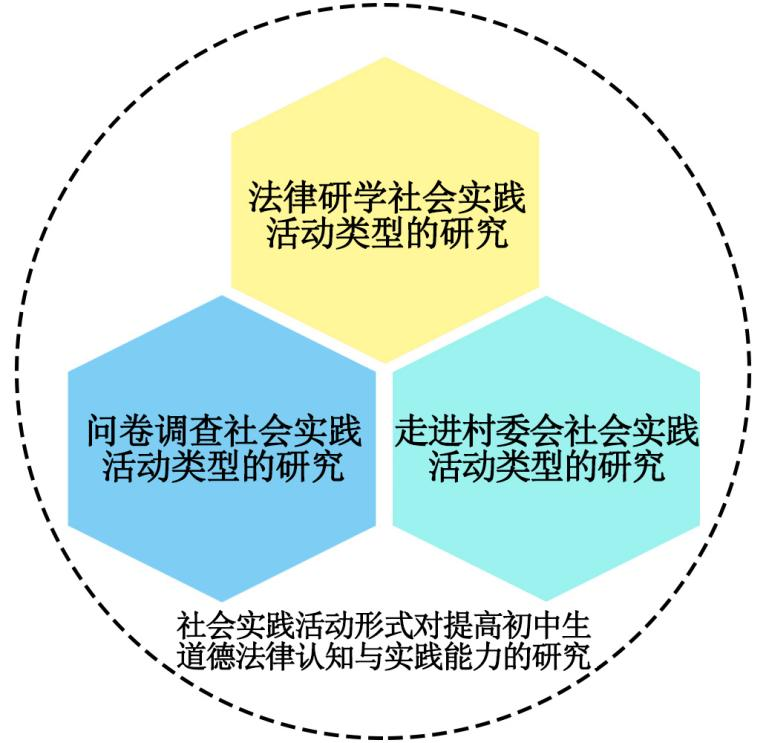 法律研学社会实践
活动类型的研究
问卷调查社会实践
活动类型的研究
走进村委会社会实践
活动类型的研究
社会实践活动形式对提高初中生
道德法律认知与实践能力的研究